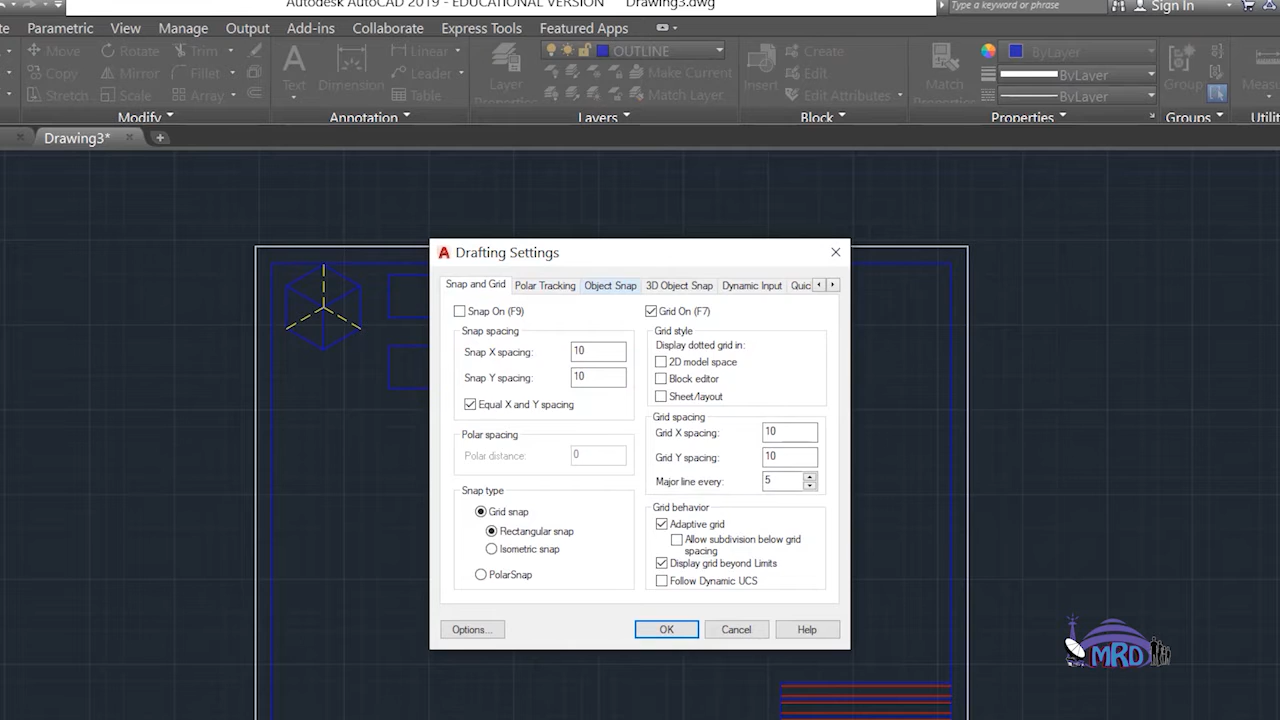 Autodesk AutoCAD 2019 - EDUCATIONAL VERSION Drawing3.dwg
Type a keyword or phrase
Sign In
Parametric View Manage Output Add-ins Collaborate Express Tools Featured Apps
Move Rotate Trim
Copy Mirror Fillet
Stretch Scale Array
Modify
Text Dimension
Linear
Leader
Table
Annotation
Layer
Properties
OUTLINE
Make Current
Match Layer
Layers
Insert
Create
Edit
Edit Attributes
Block
Match
Properties
ByLayer
ByLayer
ByLayer
Properties
Group
Groups
Measu
Utilit
Drawing3*
Drafting Settings
Snap and Grid Polar Tracking Object Snap 3D Object Snap Dynamic Input Quic
Snap On (F9)
Snap spacing
Snap X spacing: 10
Snap Y spacing: 10
Equal X and Y spacing
Polar spacing
Polar distance: 0
Snap type
Grid snap
Rectangular snap
Isometric snap
PolarSnap
Grid On (F7)
Grid style
Display dotted grid in:
2D model space
Block editor
Sheet/layout
Grid spacing
Grid X spacing: 10
Grid Y spacing: 10
Major line every: 5
Grid behavior
Adaptive grid
Allow subdivision below grid
spacing
Display grid beyond Limits
Follow Dynamic UCS
Options... OK Cancel Help
MRD